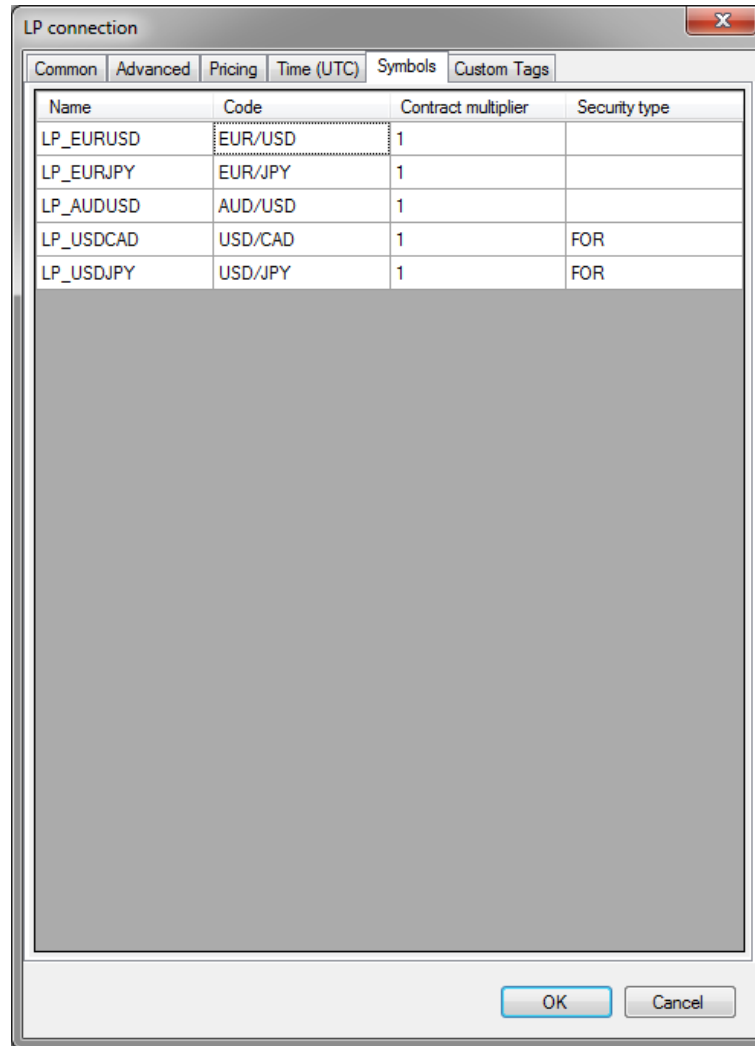 LP connection
Common Advanced Pricing Time (UTC) Symbols Custom Tags
Name Code Contract multiplier Security type
LP_EURUSD EUR/USD 1
LP_EURJPY EUR/JPY 1
LP_AUDUSD AUD/USD 1
LP_USDCAD USD/CAD 1 FOR
LP_USDJPY USD/JPY 1 FOR
OK Cancel